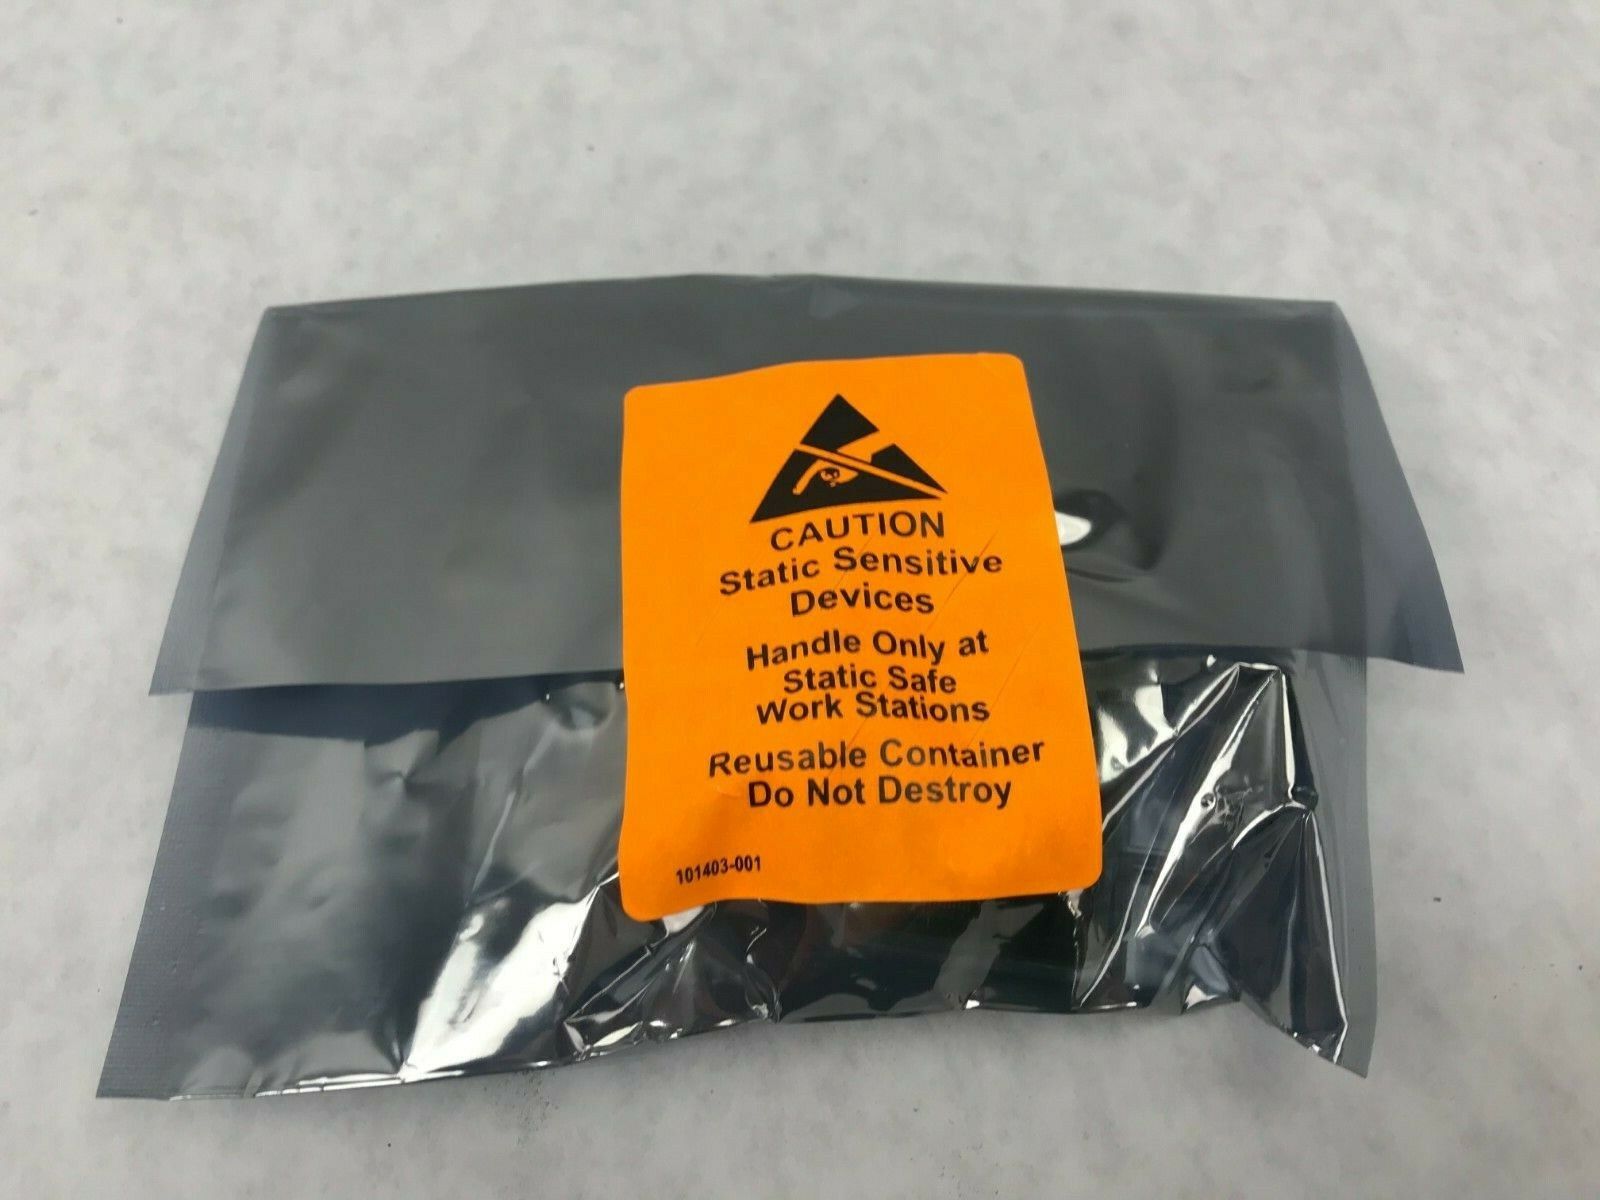 CAUTION
Static Sensitive
Devices
Handle Only at
Static Safe
Work Stations
Reusable Container
Do Not Destroy
101403-001